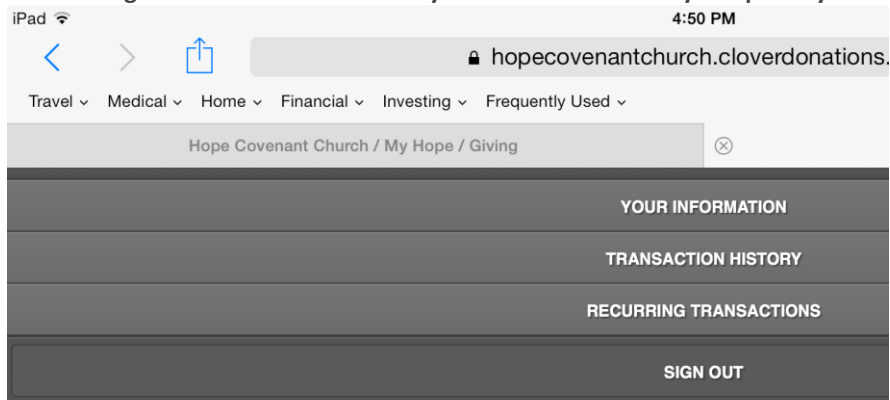 iPad 4:50 PM
hopecovenantchurch.cloverdonations.
Travel Medical Home Financial Investing Frequently Used
Hope Covenant Church / My Hope / Giving
YOUR INFORMATION
TRANSACTION HISTORY
RECURRING TRANSACTIONS
SIGN OUT